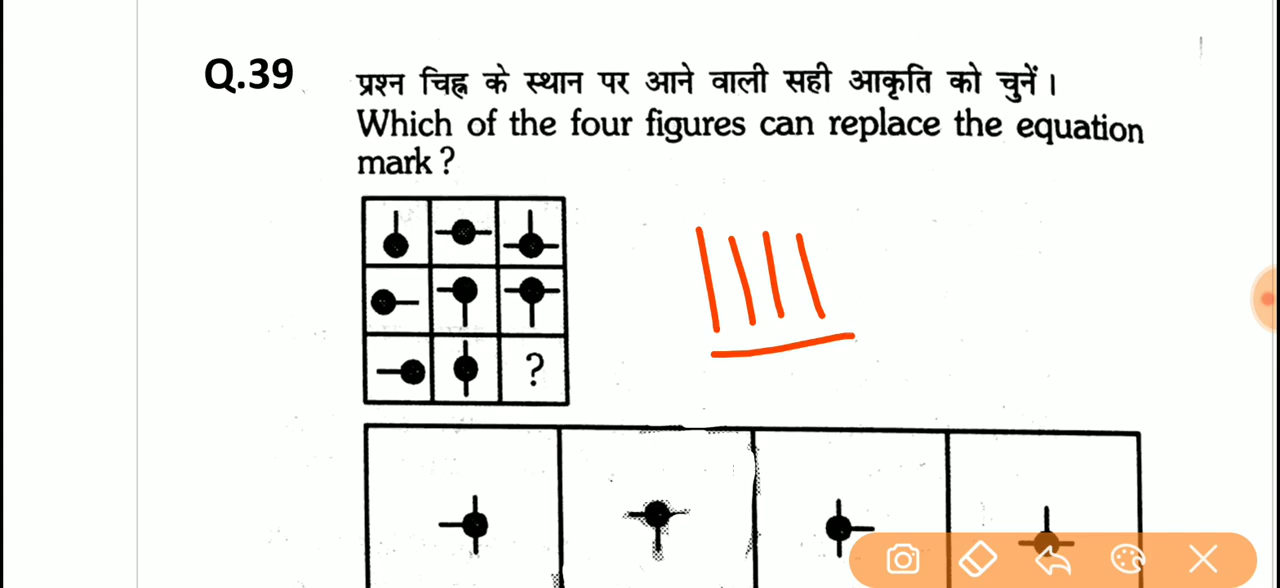 Q.39
प्रश्न चिह्न के स्थान पर आने वाली सही आकृति को चुनें।
Which of the four figures can replace the equation
mark ?
?